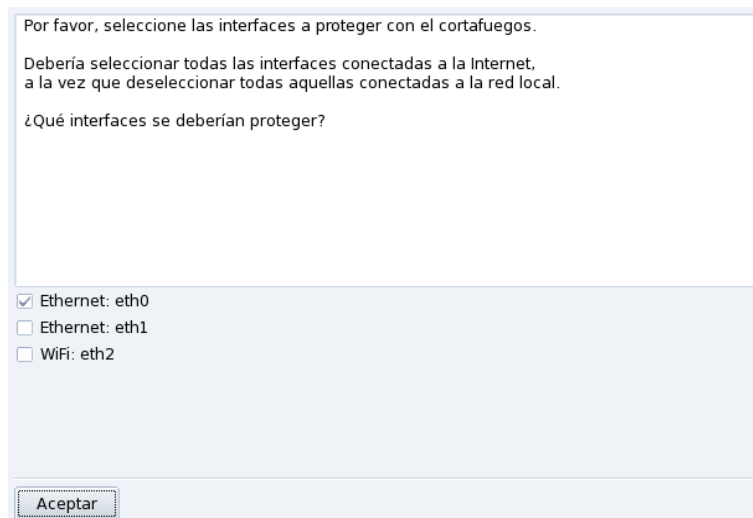 Por favor, seleccione las interfaces a proteger con el cortafuegos.
Debería seleccionar todas las interfaces conectadas a la Internet,
a la vez que deseleccionar todas aquellas conectadas a la red local.
¿Qué interfaces se deberían proteger?
Ethernet: eth0
Ethernet: eth1
WiFi: eth2
Aceptar